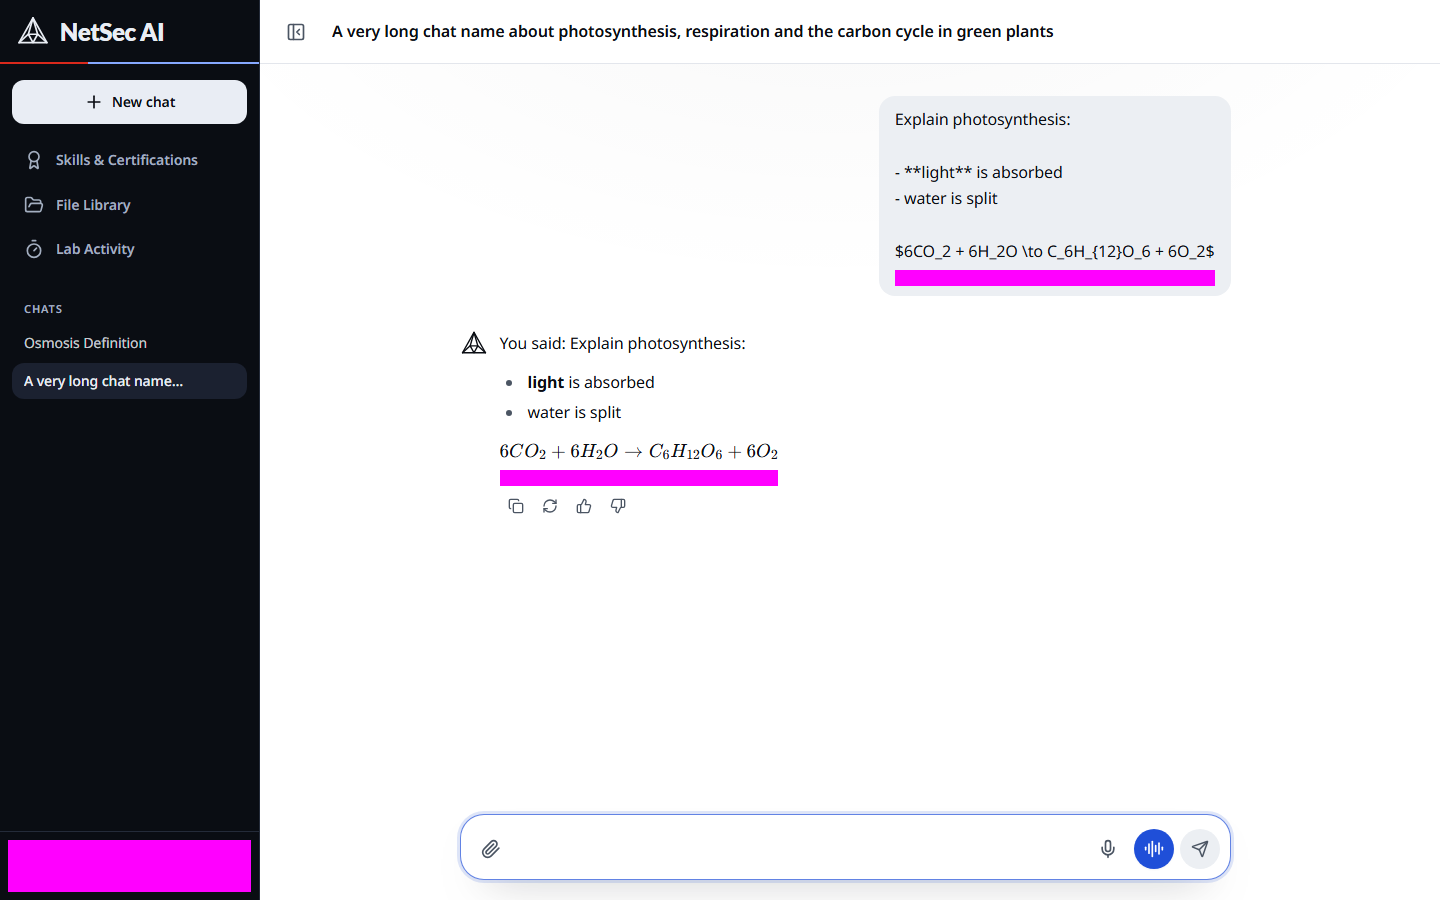 NetSec AI
New chat
Skills & Certifications
File Library
Lab Activity
CHATS
Osmosis Definition
A very long chat name...
A very long chat name about photosynthesis, respiration and the carbon cycle in green plants
Explain photosynthesis:
- **light** is absorbed
- water is split
$6CO_2 + 6H_2O \to C_6H_{12}O_6 + 6O_2$
You said: Explain photosynthesis:
• light is absorbed
• water is split
6CO₂ + 6H₂O → C₆H₁₂O₆ + 6O₂